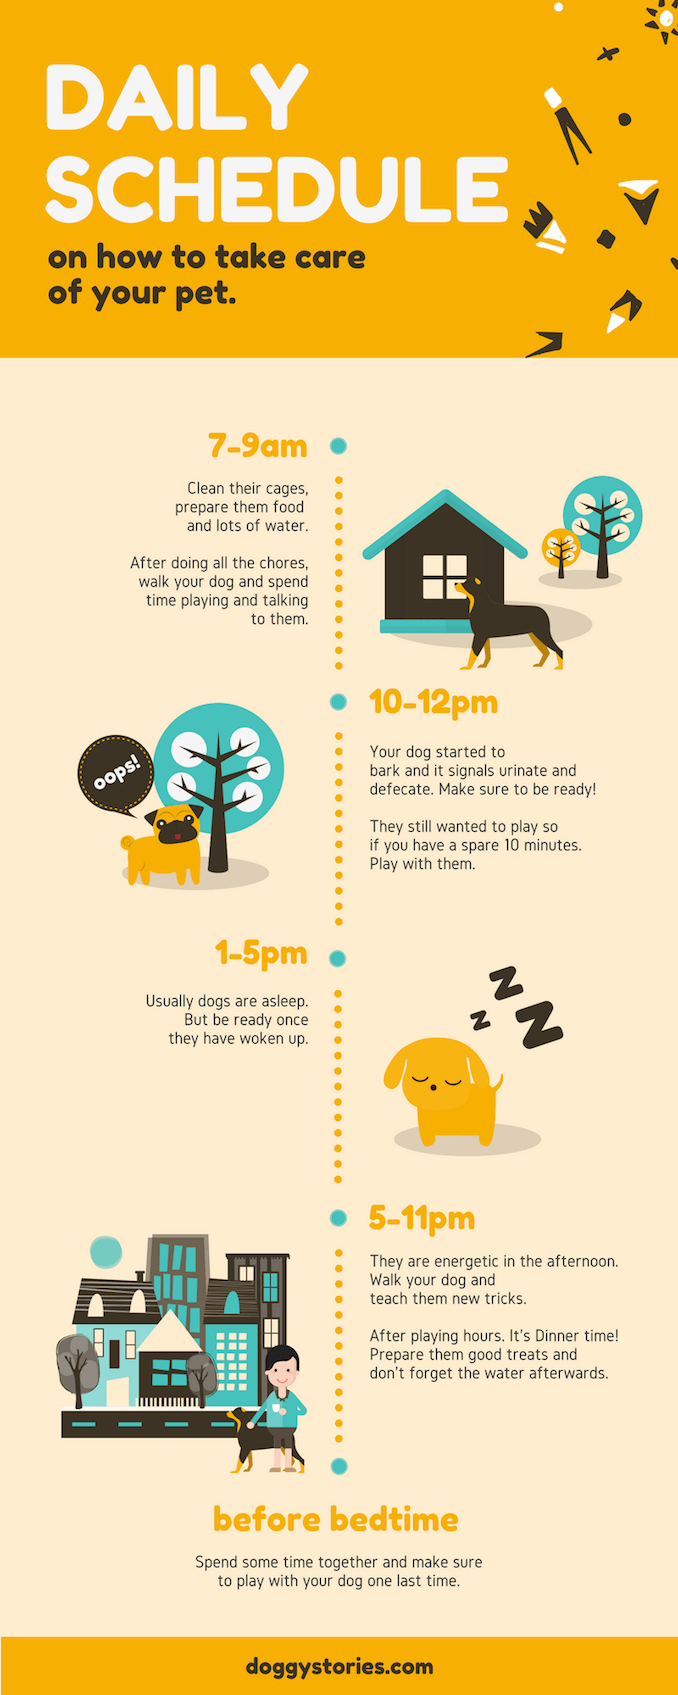 DAILY
SCHEDULE
on how to take care
of your pet.
7-9am
Clean their cages,
prepare them food
and lots of water.
After doing all the chores,
walk your dog and spend
time playing and talking
to them.
10-12pm
oops!
Your dog started to
bark and it signals urinate and
defecate. Make sure to be ready!
They still wanted to play so
if you have a spare 10 minutes.
Play with them.
1-5pm
Usually dogs are asleep.
But be ready once
they have woken up.
z z z
5-11pm
They are energetic in the afternoon.
Walk your dog and
teach them new tricks.
After playing hours. It's Dinner time!
Prepare them good treats and
don't forget the water afterwards.
before bedtime
Spend some time together and make sure
to play with your dog one last time.
doggystories.com